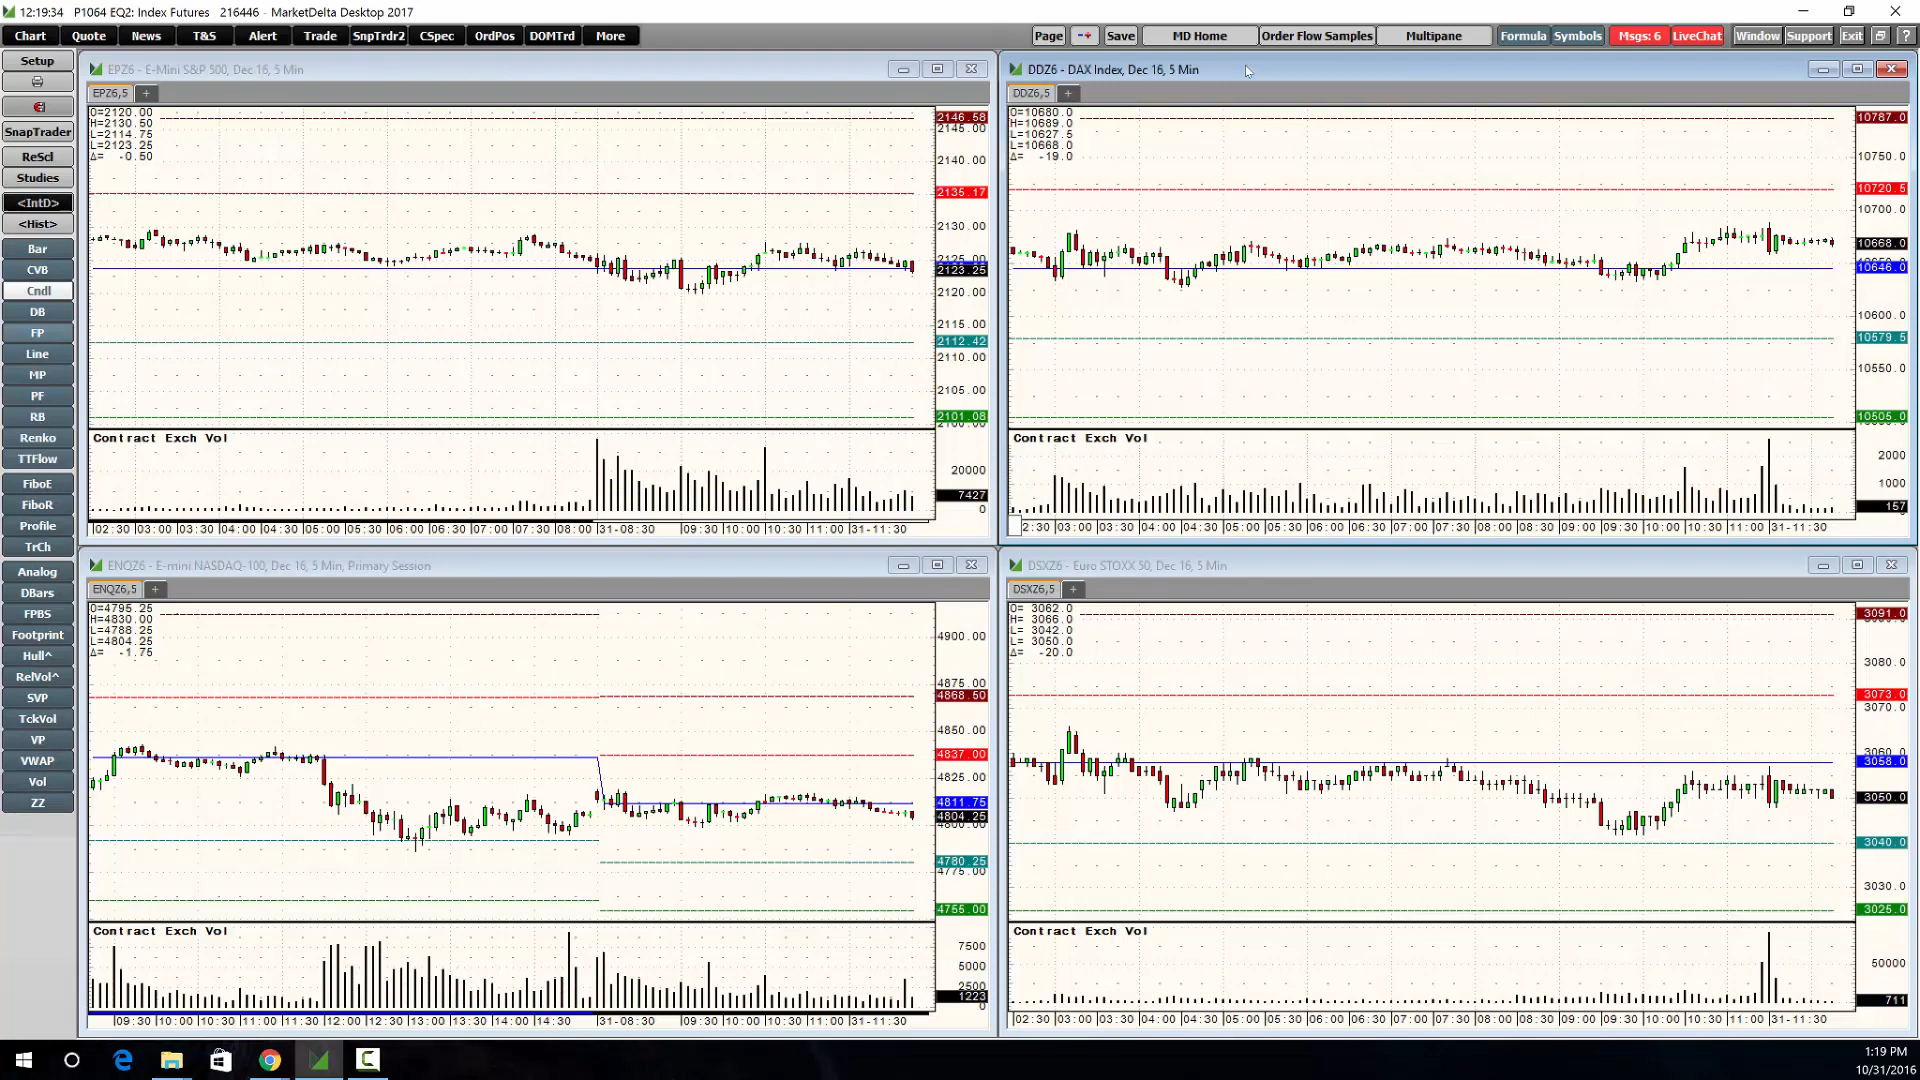 12:19:34 P1064 EQ2: Index Futures 216446 - MarketDelta Desktop 2017
Chart Quote News T&S Alert Trade SnpTrdr2 CSpec OrdPos DOMTrd More Page Save MD Home Order Flow Samples Multipane Formula Symbols Msgs: 6 LiveChat Window Support Exit ?
Setup
SnapTrader
ReScl
Studies
<IntD>
<Hist>
Bar
CVB
Cndl
DB
FP
Line
MP
PF
RB
Renko
TTFlow
FiboE
FiboR
Profile
TrCh
Analog
DBars
FPBS
Footprint
Hull^
RelVol^
SVP
TckVol
VP
VWAP
Vol
ZZ
EPZ6 - E-Mini S&P 500, Dec 16, 5 Min
EPZ6,5 +
O=2120.00
H=2130.50
L=2114.75
L=2123.25
Δ= -0.50
2146.58
2145.00
2140.00
2135.17
2130.00
2125.00
2123.25
2120.00
2115.00
2112.42
2110.00
2105.00
2101.08
2100.00
Contract Exch Vol
20000
7427
0
02:30 03:00 03:30 04:00 04:30 05:00 05:30 06:00 06:30 07:00 07:30 08:00 31-08:30 09:30 10:00 10:30 11:00 31-11:30
DDZ6 - DAX Index, Dec 16, 5 Min
DDZ6,5 +
O=10680.0
H=10689.0
L=10627.5
L=10668.0
Δ= -19.0
10787.0
10750.0
10720.5
10700.0
10668.0
10646.0
10600.0
10579.5
10550.0
10505.0
Contract Exch Vol
2000
1000
157
2:30 03:00 03:30 04:00 04:30 05:00 05:30 06:00 06:30 07:00 07:30 08:00 08:30 09:00 09:30 10:00 10:30 11:00 31-11:30
ENQZ6 - E-mini NASDAQ-100, Dec 16, 5 Min, Primary Session
ENQZ6,5 +
O=4795.25
H=4830.00
L=4788.25
L=4804.25
Δ= -1.75
4900.00
4875.00
4868.50
4850.00
4837.00
4825.00
4811.75
4804.25
4800.00
4780.25
4775.00
4755.00
Contract Exch Vol
7500
5000
2500
1223
0
09:30 10:00 10:30 11:00 11:30 12:00 12:30 13:00 13:30 14:00 14:30 31-08:30 09:30 10:00 10:30 11:00 31-11:30
DSXZ6 - Euro STOXX 50, Dec 16, 5 Min
DSXZ6,5 +
O= 3062.0
H= 3066.0
L= 3042.0
L= 3050.0
Δ= -20.0
3091.0
3080.0
3073.0
3070.0
3060.0
3058.0
3050.0
3040.0
3030.0
3025.0
Contract Exch Vol
50000
711
02:30 03:00 03:30 04:00 04:30 05:00 05:30 06:00 06:30 07:00 07:30 08:00 08:30 09:00 09:30 10:00 10:30 11:00 31-11:30
1:19 PM
10/31/2016